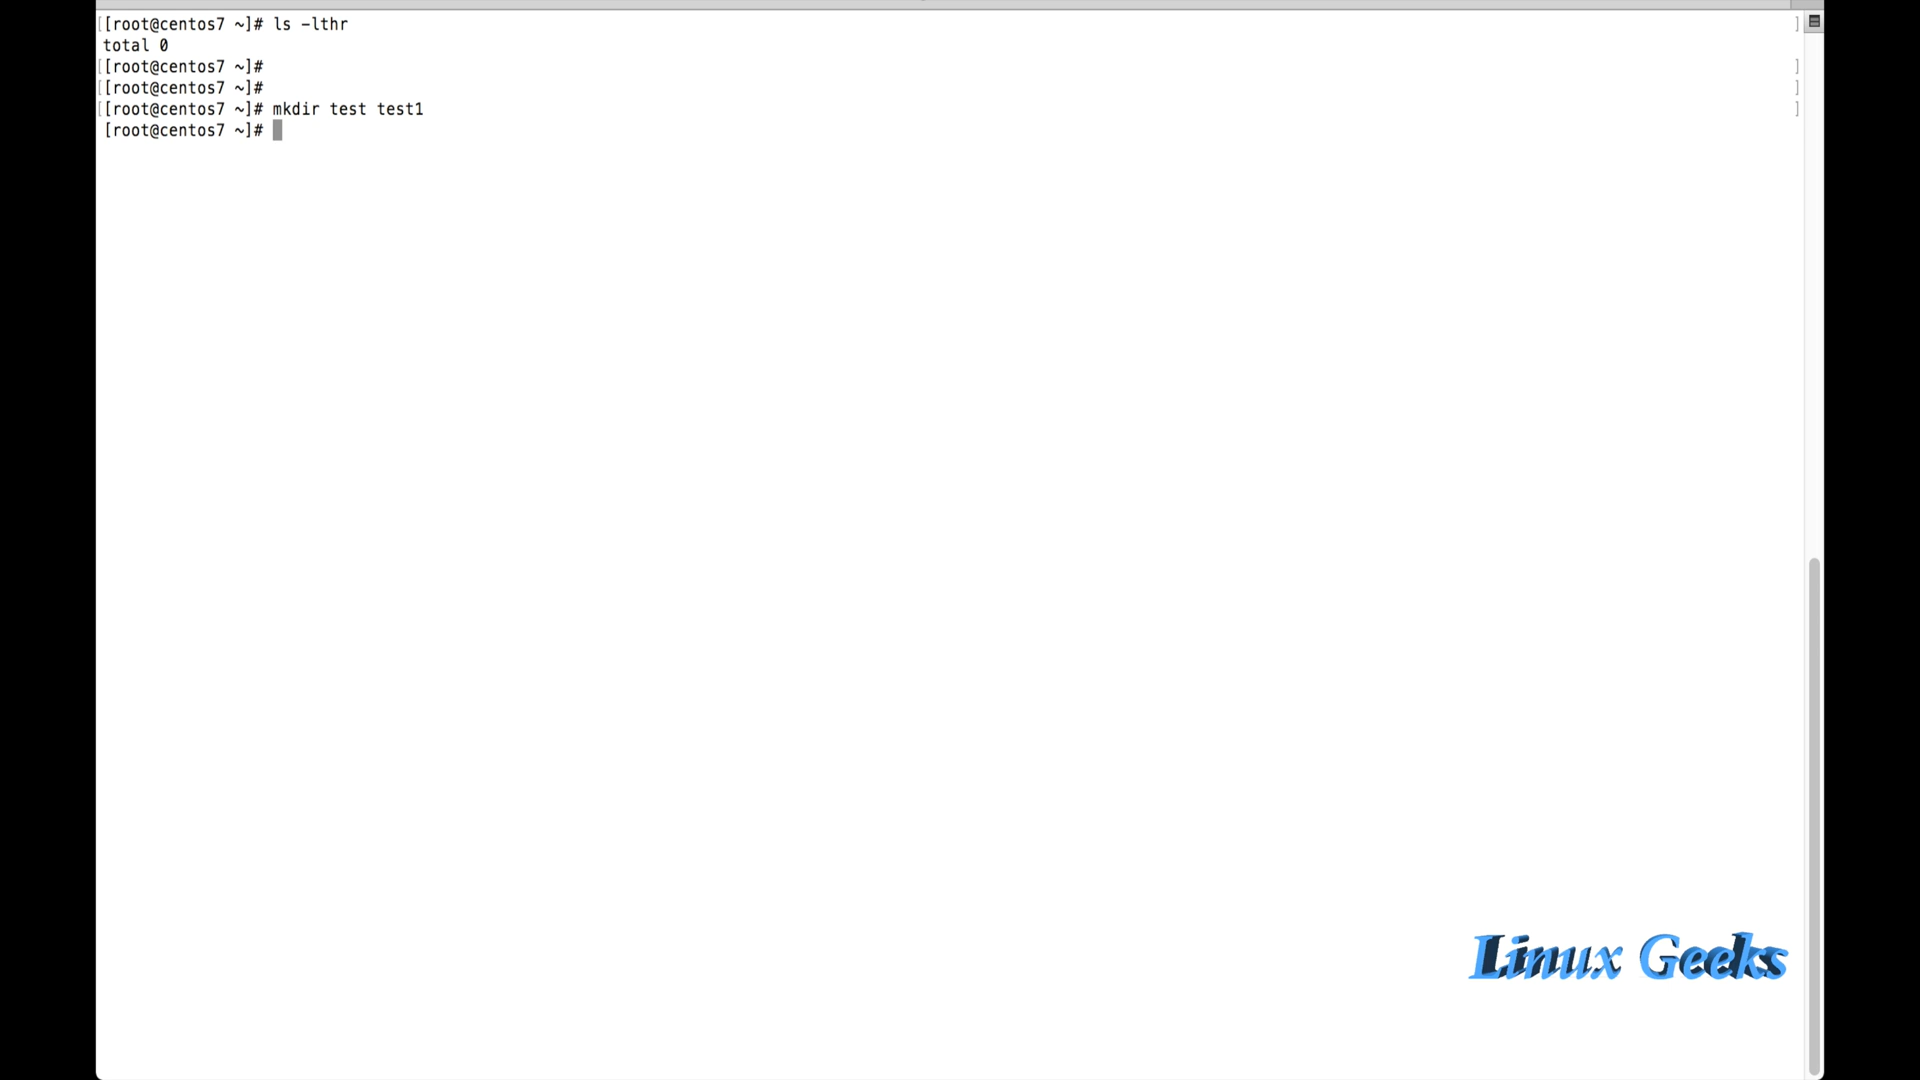 [[root@centos7 ~]# ls -lthr ]
total 0
[[root@centos7 ~]# ]
[[root@centos7 ~]# ]
[[root@centos7 ~]# mkdir test test1 ]
[root@centos7 ~]#
Linux Geeks